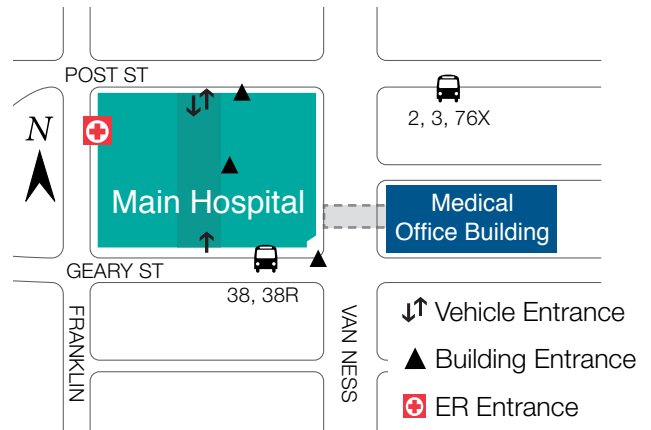 POST ST
2, 3, 76X
N
Main Hospital
Medical
Office Building
GEARY ST
38, 38R
FRANKLIN
VAN NESS
Vehicle Entrance
Building Entrance
ER Entrance